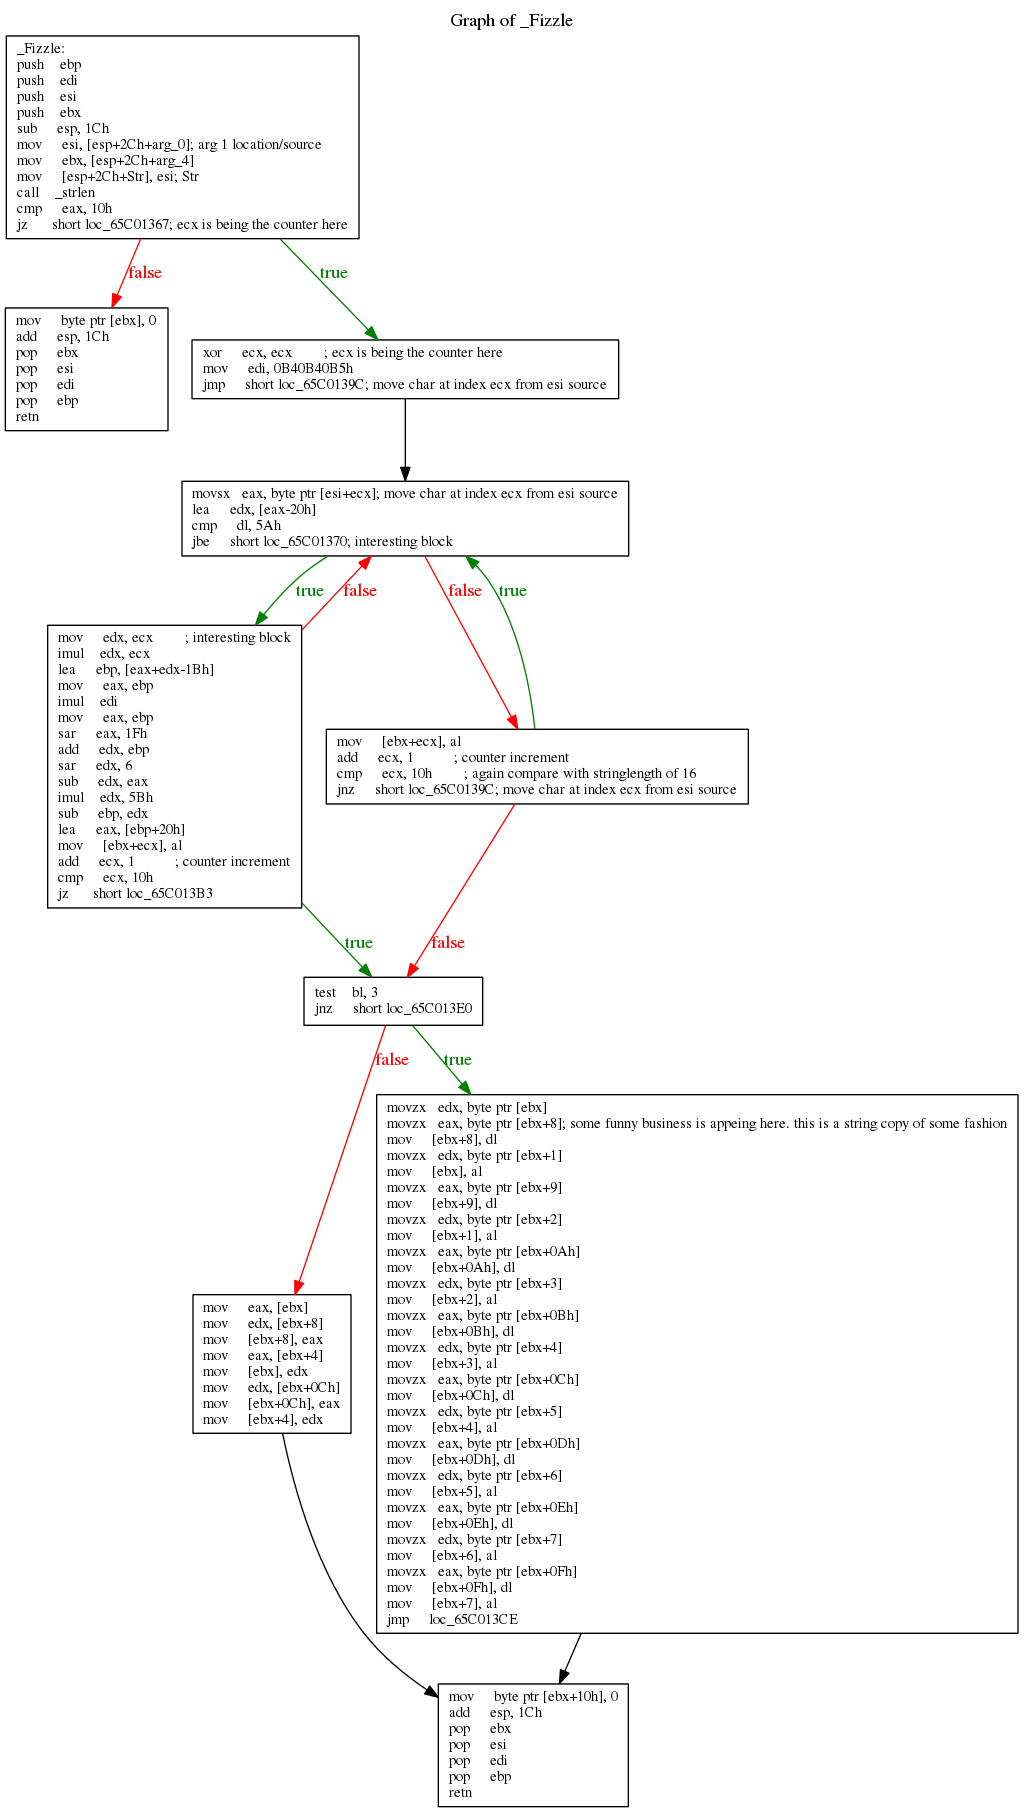 Graph of _Fizzle
_Fizzle:
push ebp
push edi
push esi
push ebx
sub esp, 1Ch
mov esi, [esp+2Ch+arg_0]; arg 1 location/source
mov ebx, [esp+2Ch+arg_4]
mov [esp+2Ch+Str], esi; Str
call _strlen
cmp eax, 10h
jz short loc_65C01367; ecx is being the counter here
false
true
mov byte ptr [ebx], 0
add esp, 1Ch
pop ebx
pop esi
pop edi
pop ebp
retn
xor ecx, ecx ; ecx is being the counter here
mov edi, 0B40B40B5h
jmp short loc_65C0139C; move char at index ecx from esi source
movsx eax, byte ptr [esi+ecx]; move char at index ecx from esi source
lea edx, [eax-20h]
cmp dl, 5Ah
jbe short loc_65C01370; interesting block
true
false
false
true
mov edx, ecx ; interesting block
imul edx, ecx
lea ebp, [eax+edx-1Bh]
mov eax, ebp
imul edi
mov eax, ebp
sar eax, 1Fh
add edx, ebp
sar edx, 6
sub edx, eax
imul edx, 5Bh
sub ebp, edx
lea eax, [ebp+20h]
mov [ebx+ecx], al
add ecx, 1 ; counter increment
cmp ecx, 10h
jz short loc_65C013B3
mov [ebx+ecx], al
add ecx, 1 ; counter increment
cmp ecx, 10h ; again compare with stringlength of 16
jnz short loc_65C0139C; move char at index ecx from esi source
true
false
test bl, 3
jnz short loc_65C013E0
false
true
movzx edx, byte ptr [ebx]
movzx eax, byte ptr [ebx+8]; some funny business is appeing here. this is a string copy of some fashion
mov [ebx+8], dl
movzx edx, byte ptr [ebx+1]
mov [ebx], al
movzx eax, byte ptr [ebx+9]
mov [ebx+9], dl
movzx edx, byte ptr [ebx+2]
mov [ebx+1], al
movzx eax, byte ptr [ebx+0Ah]
mov [ebx+0Ah], dl
movzx edx, byte ptr [ebx+3]
mov [ebx+2], al
movzx eax, byte ptr [ebx+0Bh]
mov [ebx+0Bh], dl
movzx edx, byte ptr [ebx+4]
mov [ebx+3], al
movzx eax, byte ptr [ebx+0Ch]
mov [ebx+0Ch], dl
movzx edx, byte ptr [ebx+5]
mov [ebx+4], al
movzx eax, byte ptr [ebx+0Dh]
mov [ebx+0Dh], dl
movzx edx, byte ptr [ebx+6]
mov [ebx+5], al
movzx eax, byte ptr [ebx+0Eh]
mov [ebx+0Eh], dl
movzx edx, byte ptr [ebx+7]
mov [ebx+6], al
movzx eax, byte ptr [ebx+0Fh]
mov [ebx+0Fh], dl
mov [ebx+7], al
jmp loc_65C013CE
mov eax, [ebx]
mov edx, [ebx+8]
mov [ebx+8], eax
mov eax, [ebx+4]
mov [ebx], edx
mov edx, [ebx+0Ch]
mov [ebx+0Ch], eax
mov [ebx+4], edx
mov byte ptr [ebx+10h], 0
add esp, 1Ch
pop ebx
pop esi
pop edi
pop ebp
retn